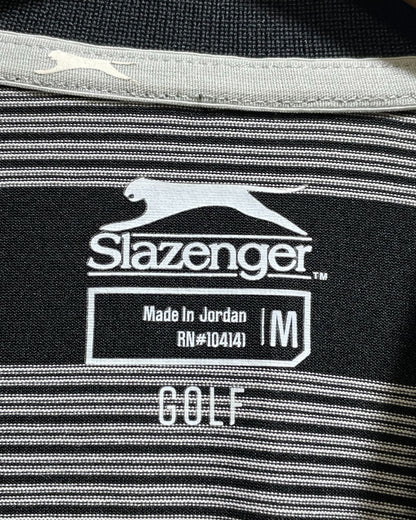 Slazenger™
Made In Jordan
RN#104141
M
GOLF